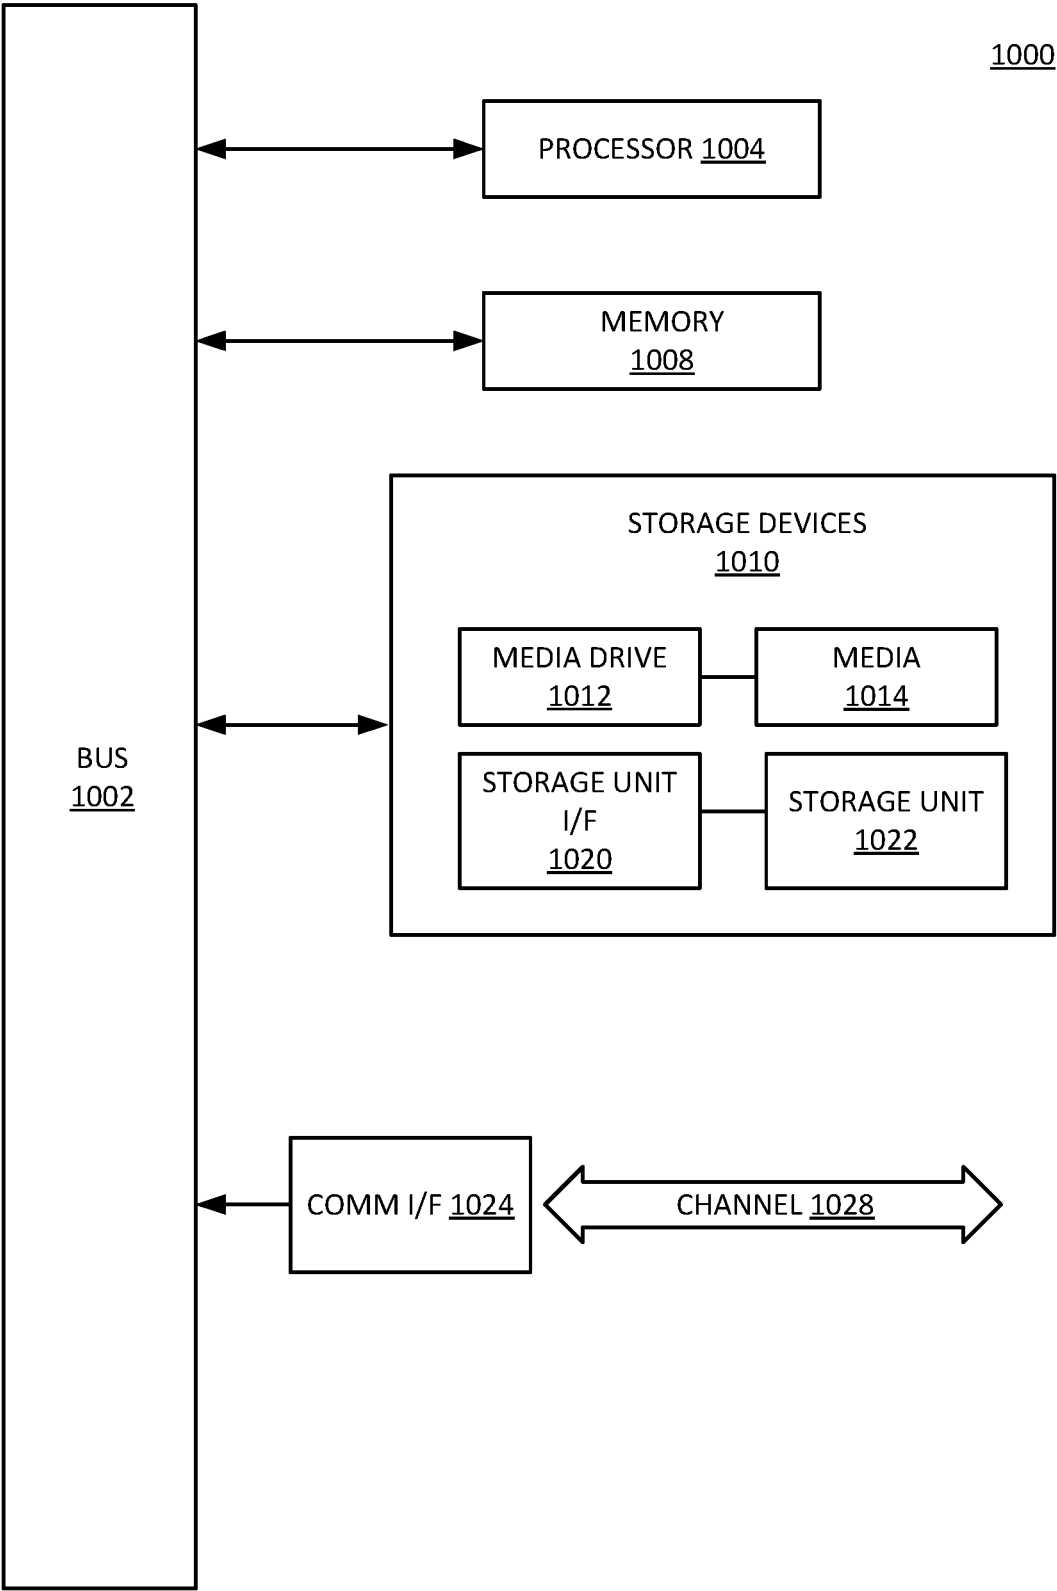 1000
PROCESSOR 1004
MEMORY
1008
STORAGE DEVICES
1010
MEDIA DRIVE
1012
MEDIA
1014
BUS
1002
STORAGE UNIT
I/F
1020
STORAGE UNIT
1022
COMM I/F 1024
CHANNEL 1028